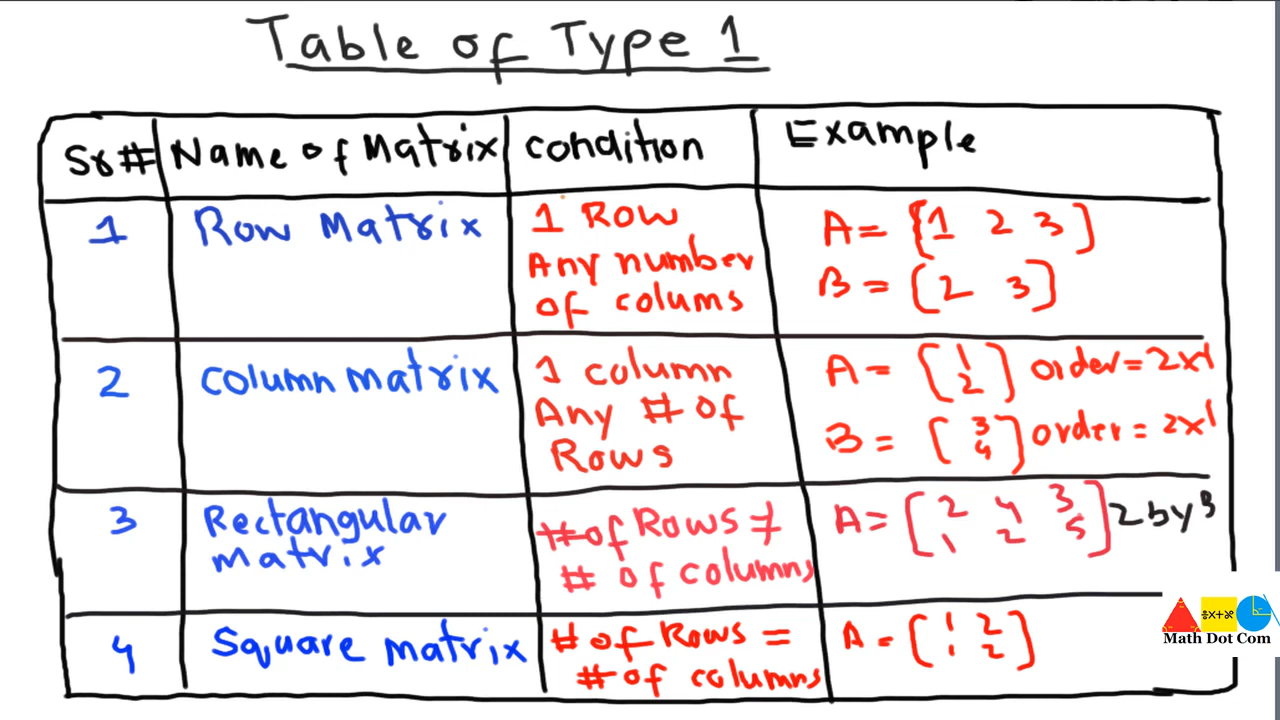 Table of Type 1
Sr# Name of Matrix condition Example
1 Row Matrix 1 Row
Any number
of colums
A = [1 2 3]
B = [2 3]
2 column matrix 1 column
Any # of
Rows
A = [1
2] order = 2x1
B = [3
4] order = 2x1
3 Rectangular
matrix
# of Rows ≠
# of columns
A = [2 4 3
1 2 5] 2 by 3
4 Square matrix # of Rows =
# of columns
A = [1 2
1 2]
Math Dot Com